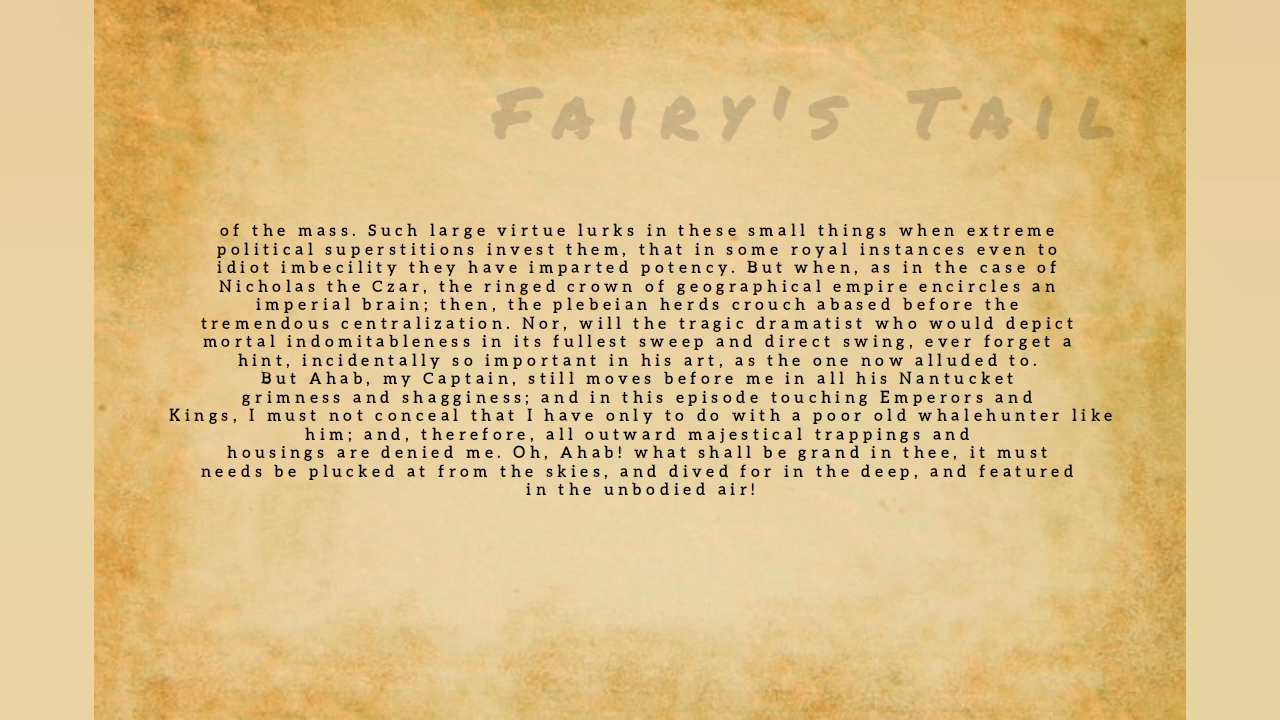 Fairy's Tail
of the mass. Such large virtue lurks in these small things when extreme
political superstitions invest them, that in some royal instances even to
idiot imbecility they have imparted potency. But when, as in the case of
Nicholas the Czar, the ringed crown of geographical empire encircles an
imperial brain; then, the plebeian herds crouch abased before the
tremendous centralization. Nor, will the tragic dramatist who would depict
mortal indomitableness in its fullest sweep and direct swing, ever forget a
hint, incidentally so important in his art, as the one now alluded to.
But Ahab, my Captain, still moves before me in all his Nantucket
grimness and shagginess; and in this episode touching Emperors and
Kings, I must not conceal that I have only to do with a poor old whalehunter like
him; and, therefore, all outward majestical trappings and
housings are denied me. Oh, Ahab! what shall be grand in thee, it must
needs be plucked at from the skies, and dived for in the deep, and featured
in the unbodied air!